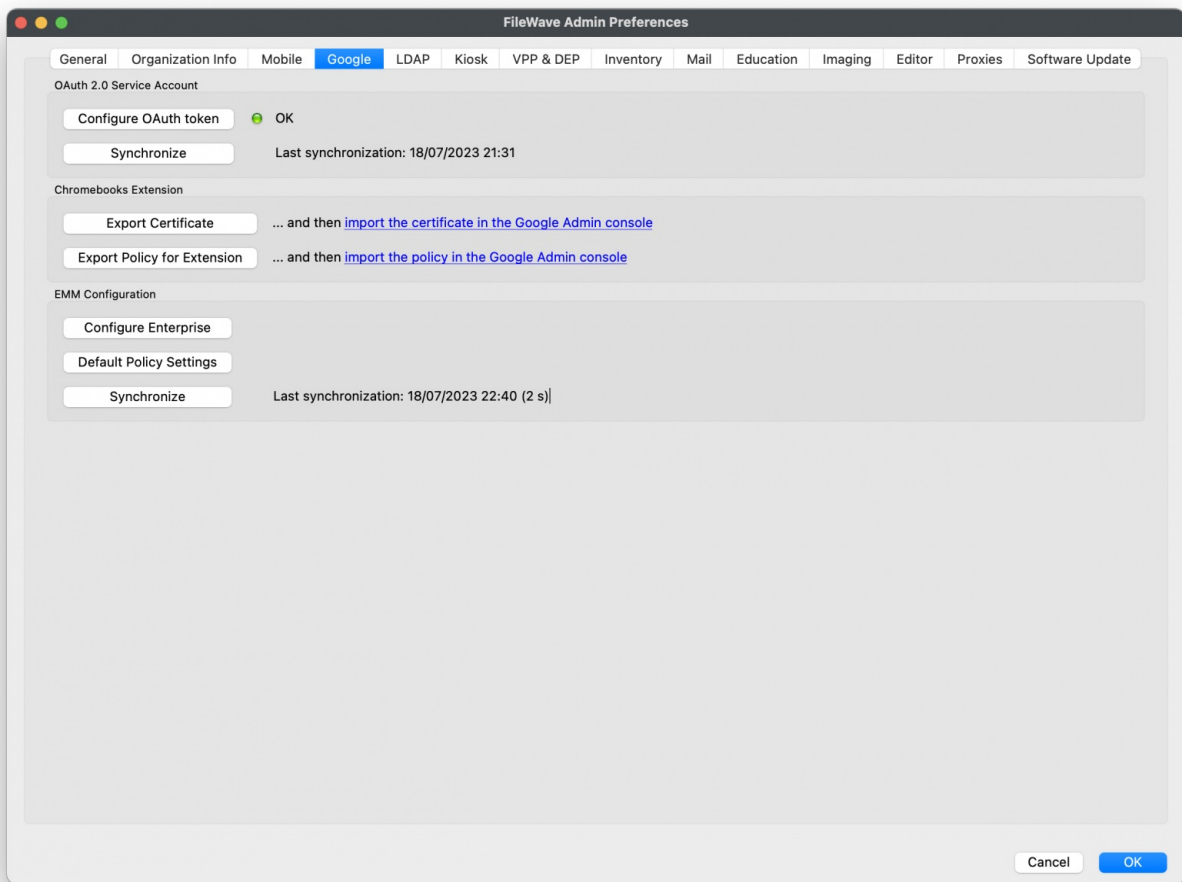 FileWave Admin Preferences
General Organization Info Mobile Google LDAP Kiosk VPP & DEP Inventory Mail Education Imaging Editor Proxies Software Update
OAuth 2.0 Service Account
Configure OAuth token OK
Synchronize Last synchronization: 18/07/2023 21:31
Chromebooks Extension
Export Certificate ... and then import the certificate in the Google Admin console
Export Policy for Extension ... and then import the policy in the Google Admin console
EMM Configuration
Configure Enterprise
Default Policy Settings
Synchronize Last synchronization: 18/07/2023 22:40 (2 s)
Cancel OK